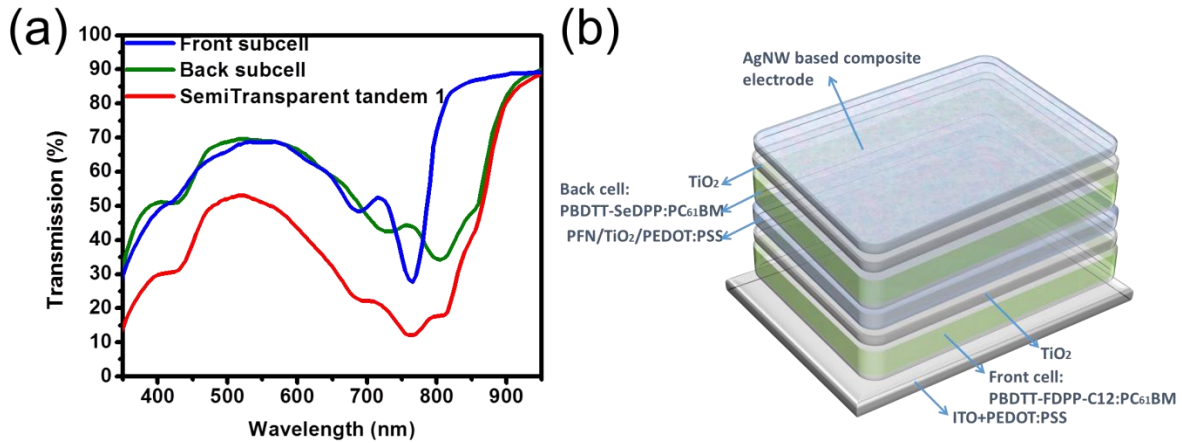 (a)
100
90
80
70
60
50
40
30
20
10
0
Transmission (%)
Front subcell
Back subcell
SemiTransparent tandem 1
400 500 600 700 800 900
Wavelength (nm)
(b)
AgNW based composite
electrode
TiO₂
Back cell:
PBDTT-SeDPP:PC₆₁BM
PFN/TiO₂/PEDOT:PSS
TiO₂
Front cell:
PBDTT-FDPP-C12:PC₆₁BM
ITO+PEDOT:PSS